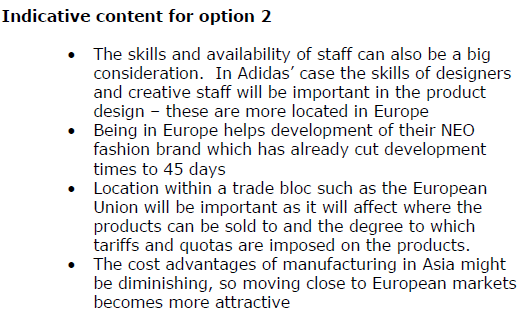 Indicative content for option 2
• The skills and availability of staff can also be a big
consideration.  In Adidas' case the skills of designers
and creative staff will be important in the product
design – these are more located in Europe
• Being in Europe helps development of their NEO
fashion brand which has already cut development
times to 45 days
• Location within a trade bloc such as the European
Union will be important as it will affect where the
products can be sold to and the degree to which
tariffs and quotas are imposed on the products.
• The cost advantages of manufacturing in Asia might
be diminishing, so moving close to European markets
becomes more attractive